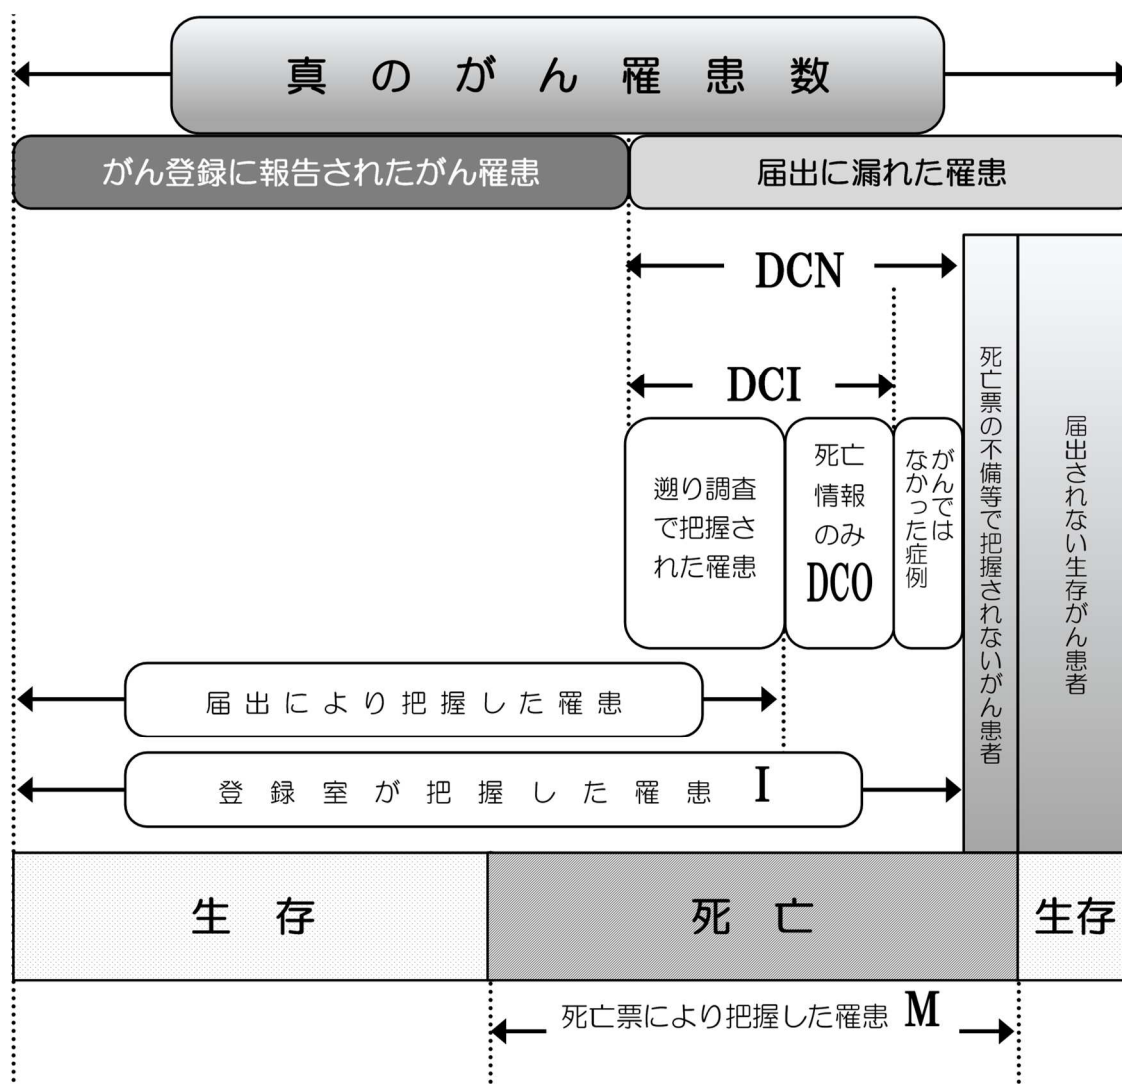 真のがん罹患数
がん登録に報告されたがん罹患
届出に漏れた罹患
DCN
DCI
遡り調査
で把握さ
れた罹患
死亡
情報
のみ
DCO
がんでは
なかった症例
死亡票の不備等で把握されないがん患者
届出されない生存がん患者
届出により把握した罹患
登録室が把握した罹患 I
生存
死亡
生存
死亡票により把握した罹患 M